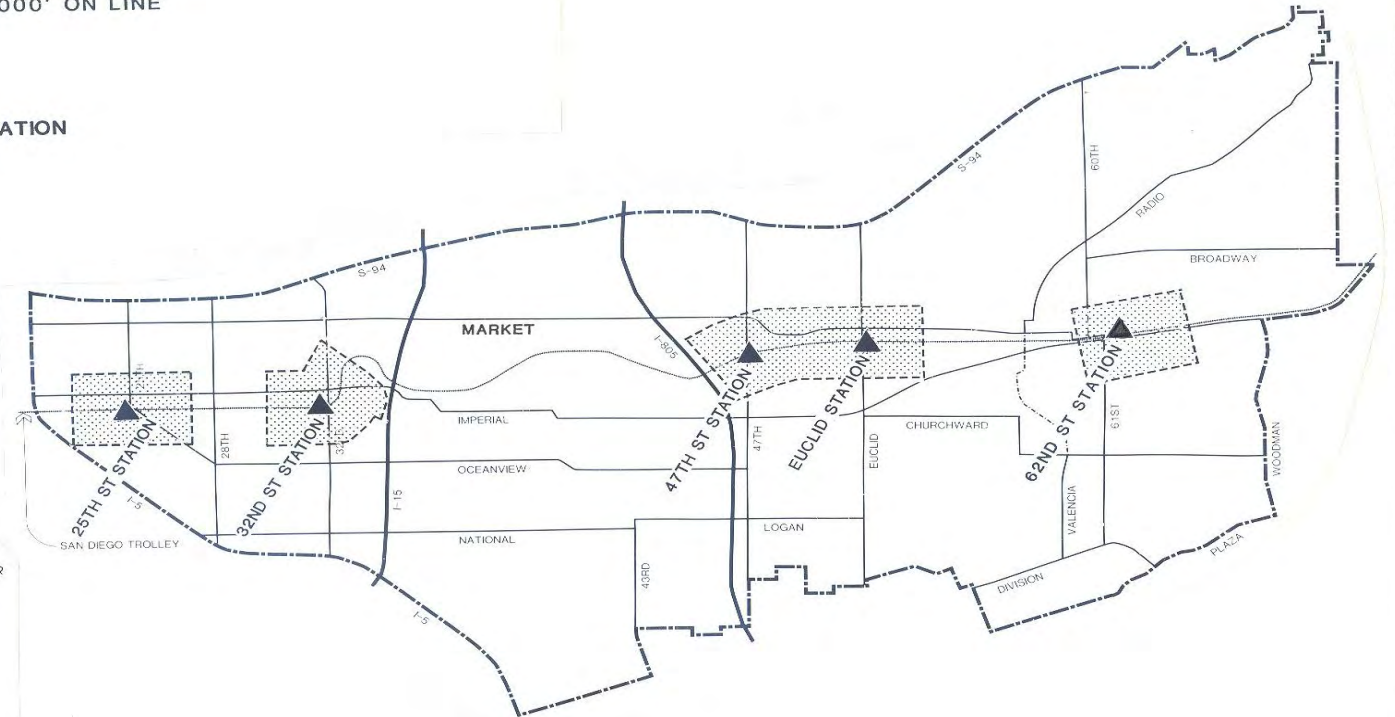 000' ON LINE
ATION
S-94
60TH
RADIO
BROADWAY
S-94
MARKET
I-805
25TH ST STATION
32ND ST STATION
47TH ST STATION
EUCLID STATION
62ND ST STATION
28TH
IMPERIAL
OCEANVIEW
47TH
EUCLID
CHURCHWARD
61ST
WOODMAN
I-5
I-15
VALENCIA
SAN DIEGO TROLLEY
NATIONAL
LOGAN
43RD
DIVISION
PLAZA
I-5